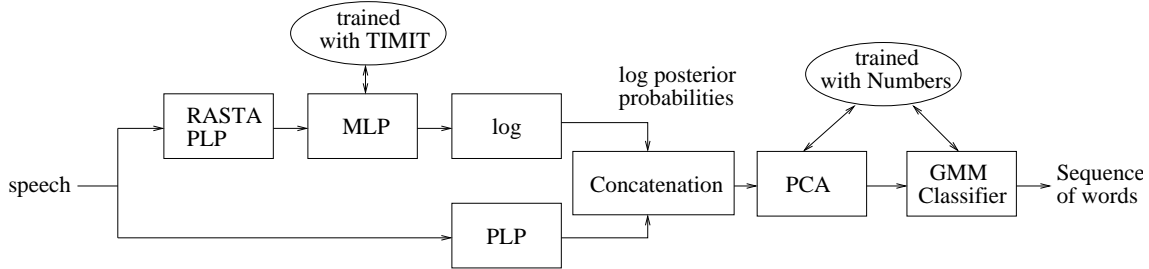 trained
with TIMIT
trained
with Numbers
log posterior
probabilities
RASTA
PLP
MLP
log
speech
Concatenation
PCA
GMM
Classifier
Sequence
of words
PLP